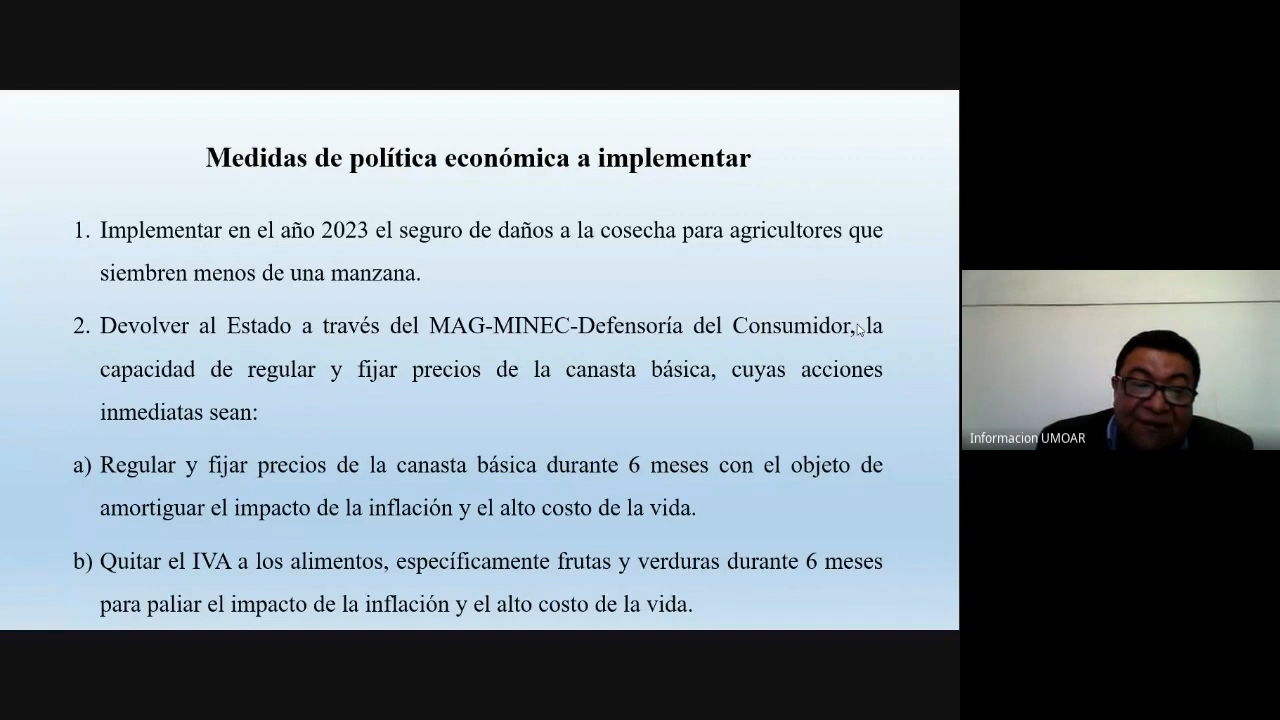 Medidas de política económica a implementar
1. Implementar en el año 2023 el seguro de daños a la cosecha para agricultores que
siembren menos de una manzana.
2. Devolver al Estado a través del MAG-MINEC-Defensoría del Consumidor, la
capacidad de regular y fijar precios de la canasta básica, cuyas acciones
inmediatas sean:
a) Regular y fijar precios de la canasta básica durante 6 meses con el objeto de
amortiguar el impacto de la inflación y el alto costo de la vida.
b) Quitar el IVA a los alimentos, específicamente frutas y verduras durante 6 meses
para paliar el impacto de la inflación y el alto costo de la vida.
Informacion UMOAR